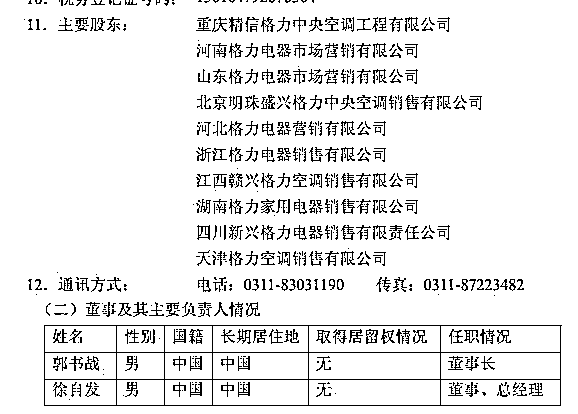 11. 主要股东： 重庆精信格力中央空调工程有限公司
河南格力电器市场营销有限公司
山东格力电器市场营销有限公司
北京明珠盛兴格力中央空调销售有限公司
河北格力电器营销有限公司
浙江格力电器销售有限公司
江西赣兴格力空调销售有限公司
湖南格力家用电器销售有限公司
四川新兴格力电器销售有限责任公司
天津格力空调销售有限公司
12. 通讯方式： 电话：0311-83031190 传真：0311-87223482
（二）董事及其主要负责人情况
姓名 性别 国籍 长期居住地 取得居留权情况 任职情况
郭书战 男 中国 中国 无 董事长
徐自发 男 中国 中国 无 董事、总经理